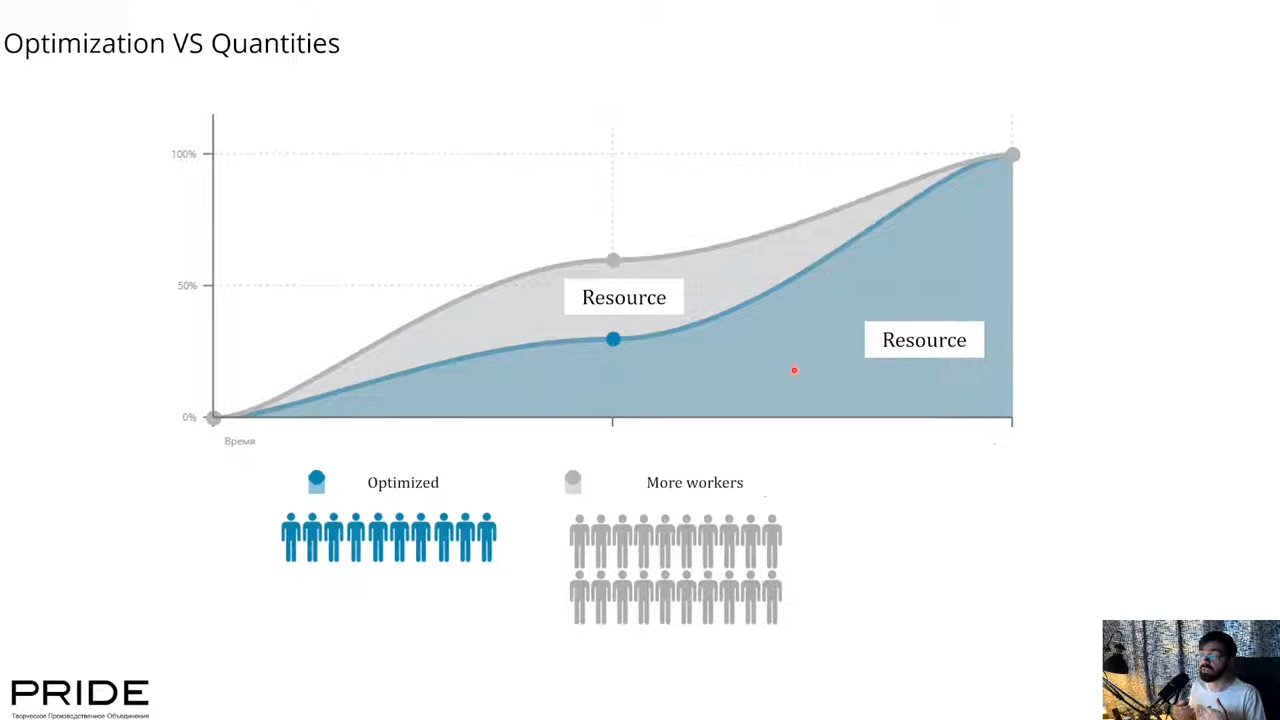 Optimization VS Quantities
100%
50%
0%
Resource
Resource
Время
Optimized
More workers
PRIDE
Творческое Производственное Объединение